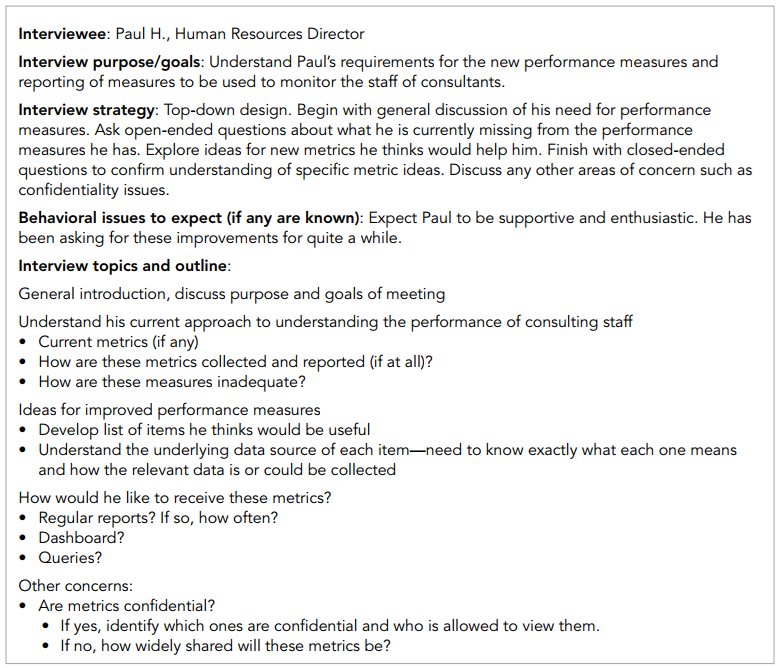 Interviewee: Paul H., Human Resources Director
Interview purpose/goals: Understand Paul’s requirements for the new performance measures and
reporting of measures to be used to monitor the staff of consultants.
Interview strategy: Top-down design. Begin with general discussion of his need for performance
measures. Ask open-ended questions about what he is currently missing from the performance
measures he has. Explore ideas for new metrics he thinks would help him. Finish with closed-ended
questions to confirm understanding of specific metric ideas. Discuss any other areas of concern such as
confidentiality issues.
Behavioral issues to expect (if any are known): Expect Paul to be supportive and enthusiastic. He has
been asking for these improvements for quite a while.
Interview topics and outline:
General introduction, discuss purpose and goals of meeting
Understand his current approach to understanding the performance of consulting staff
• Current metrics (if any)
• How are these metrics collected and reported (if at all)?
• How are these measures inadequate?
Ideas for improved performance measures
• Develop list of items he thinks would be useful
• Understand the underlying data source of each item—need to know exactly what each one means
and how the relevant data is or could be collected
How would he like to receive these metrics?
• Regular reports? If so, how often?
• Dashboard?
• Queries?
Other concerns:
• Are metrics confidential?
• If yes, identify which ones are confidential and who is allowed to view them.
• If no, how widely shared will these metrics be?